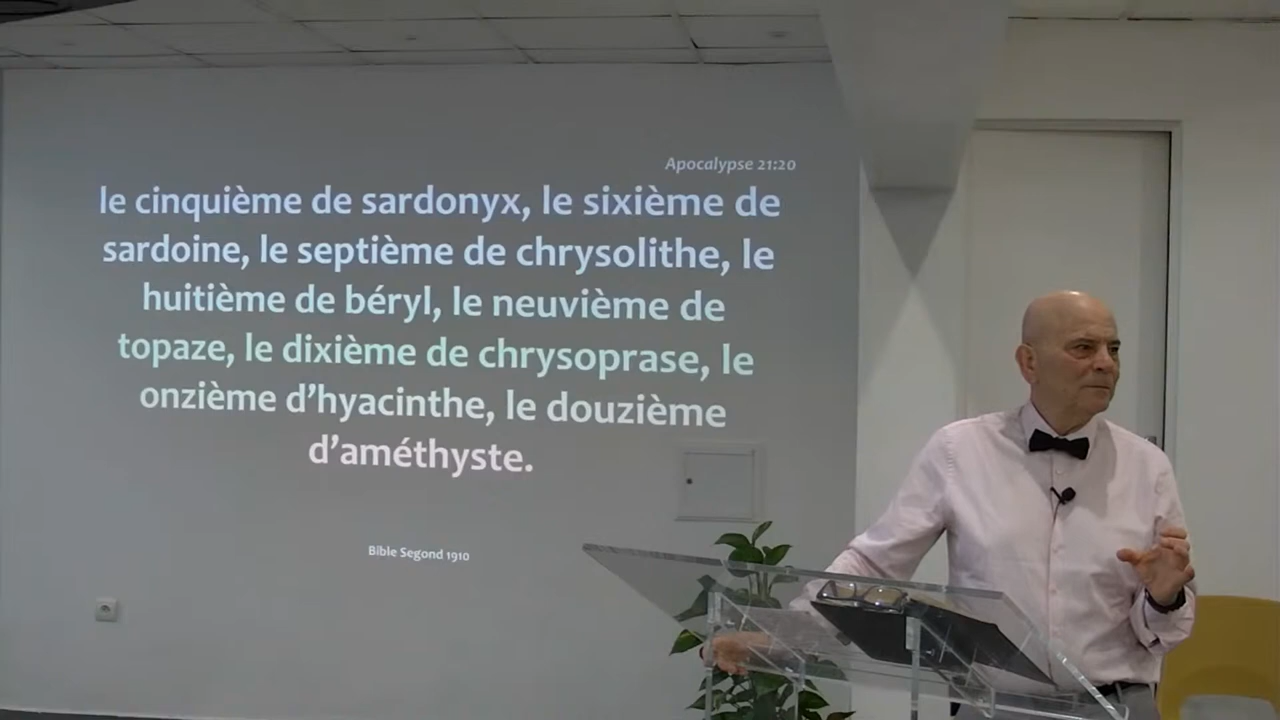 Apocalypse 21:20
le cinquième de sardonyx, le sixième de
sardoine, le septième de chrysolithe, le
huitième de béryl, le neuvième de
topaze, le dixième de chrysoprase, le
onzième d’hyacinthe, le douzième
d’améthyste.
Bible Segond 1910